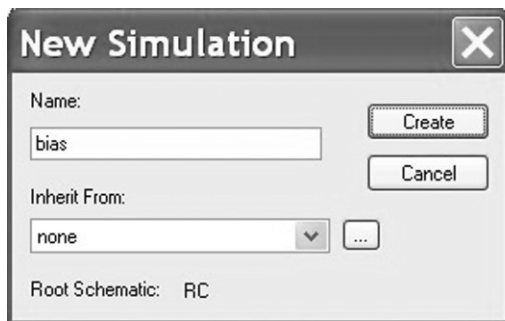 New Simulation
Name:
bias
Create
Cancel
Inherit From:
none
...
Root Schematic: RC